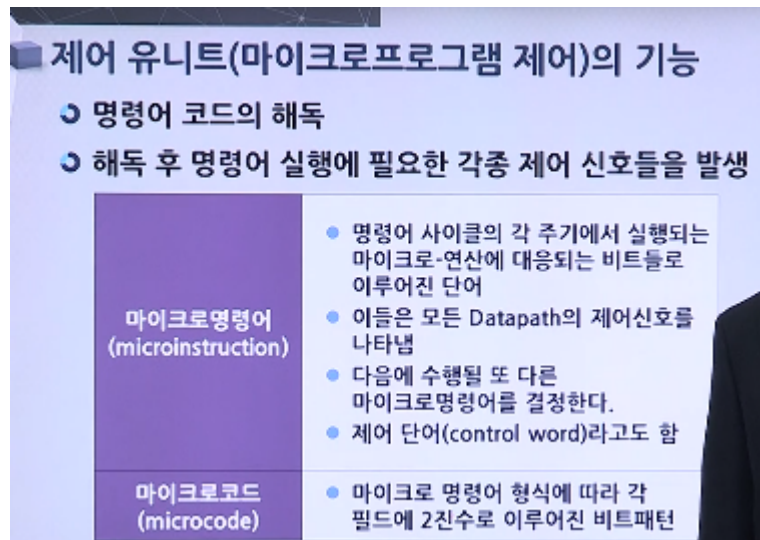 제어 유니트(마이크로프로그램 제어)의 기능
명령어 코드의 해독
해독 후 명령어 실행에 필요한 각종 제어 신호들을 발생
마이크로명령어
(microinstruction)
명령어 사이클의 각 주기에서 실행되는
마이크로-연산에 대응되는 비트들로
이루어진 단어
이들은 모든 Datapath의 제어신호를
나타냄
다음에 수행될 또 다른
마이크로명령어를 결정한다.
제어 단어(control word)라고도 함
마이크로코드
(microcode)
마이크로 명령어 형식에 따라 각
필드에 2진수로 이루어진 비트패턴